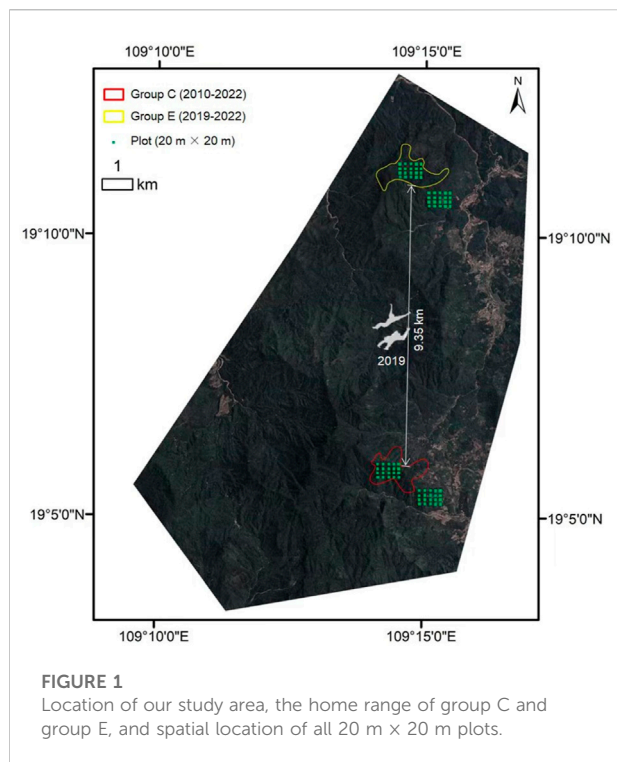 109°10'0"E 109°15'0"E
N
Group C (2010-2022)
Group E (2019-2022)
Plot (20 m × 20 m)
1
km
19°10'0"N 19°10'0"N
9.35 km
2019
19°5'0"N 19°5'0"N
109°10'0"E 109°15'0"E
FIGURE 1
Location of our study area, the home range of group C and
group E, and spatial location of all 20 m × 20 m plots.